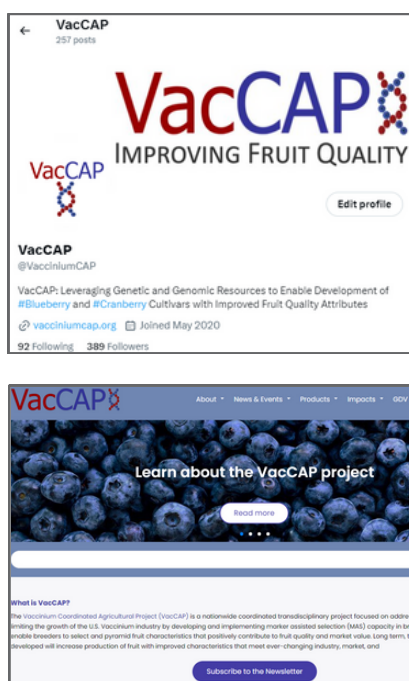 VacCAP
257 posts
VacCAP
IMPROVING FRUIT QUALITY
VacCAP
Edit profile
VacCAP
@VacciniumCAP
VacCAP: Leveraging Genetic and Genomic Resources to Enable Development of
#Blueberry and #Cranberry Cultivars with Improved Fruit Quality Attributes
vacciniumcap.org Joined May 2020
92 Following 389 Followers
VacCAP
About News & Events Products Impacts GDV
Learn about the VacCAP project
Read more
What is VacCAP?
The Vaccinium Coordinated Agricultural Project (VacCAP) is a nationwide coordinated transdisciplinary project focused on addre
limiting the growth of the U.S. Vaccinium industry by developing and implementing marker assisted selection (MAS) capacity in b
enable breeders to select and pyramid fruit characteristics that positively contribute to fruit quality and market value. Long term, t
developed will increase production of fruit with improved characteristics that meet ever-changing industry, market, and
Subscribe to the Newsletter